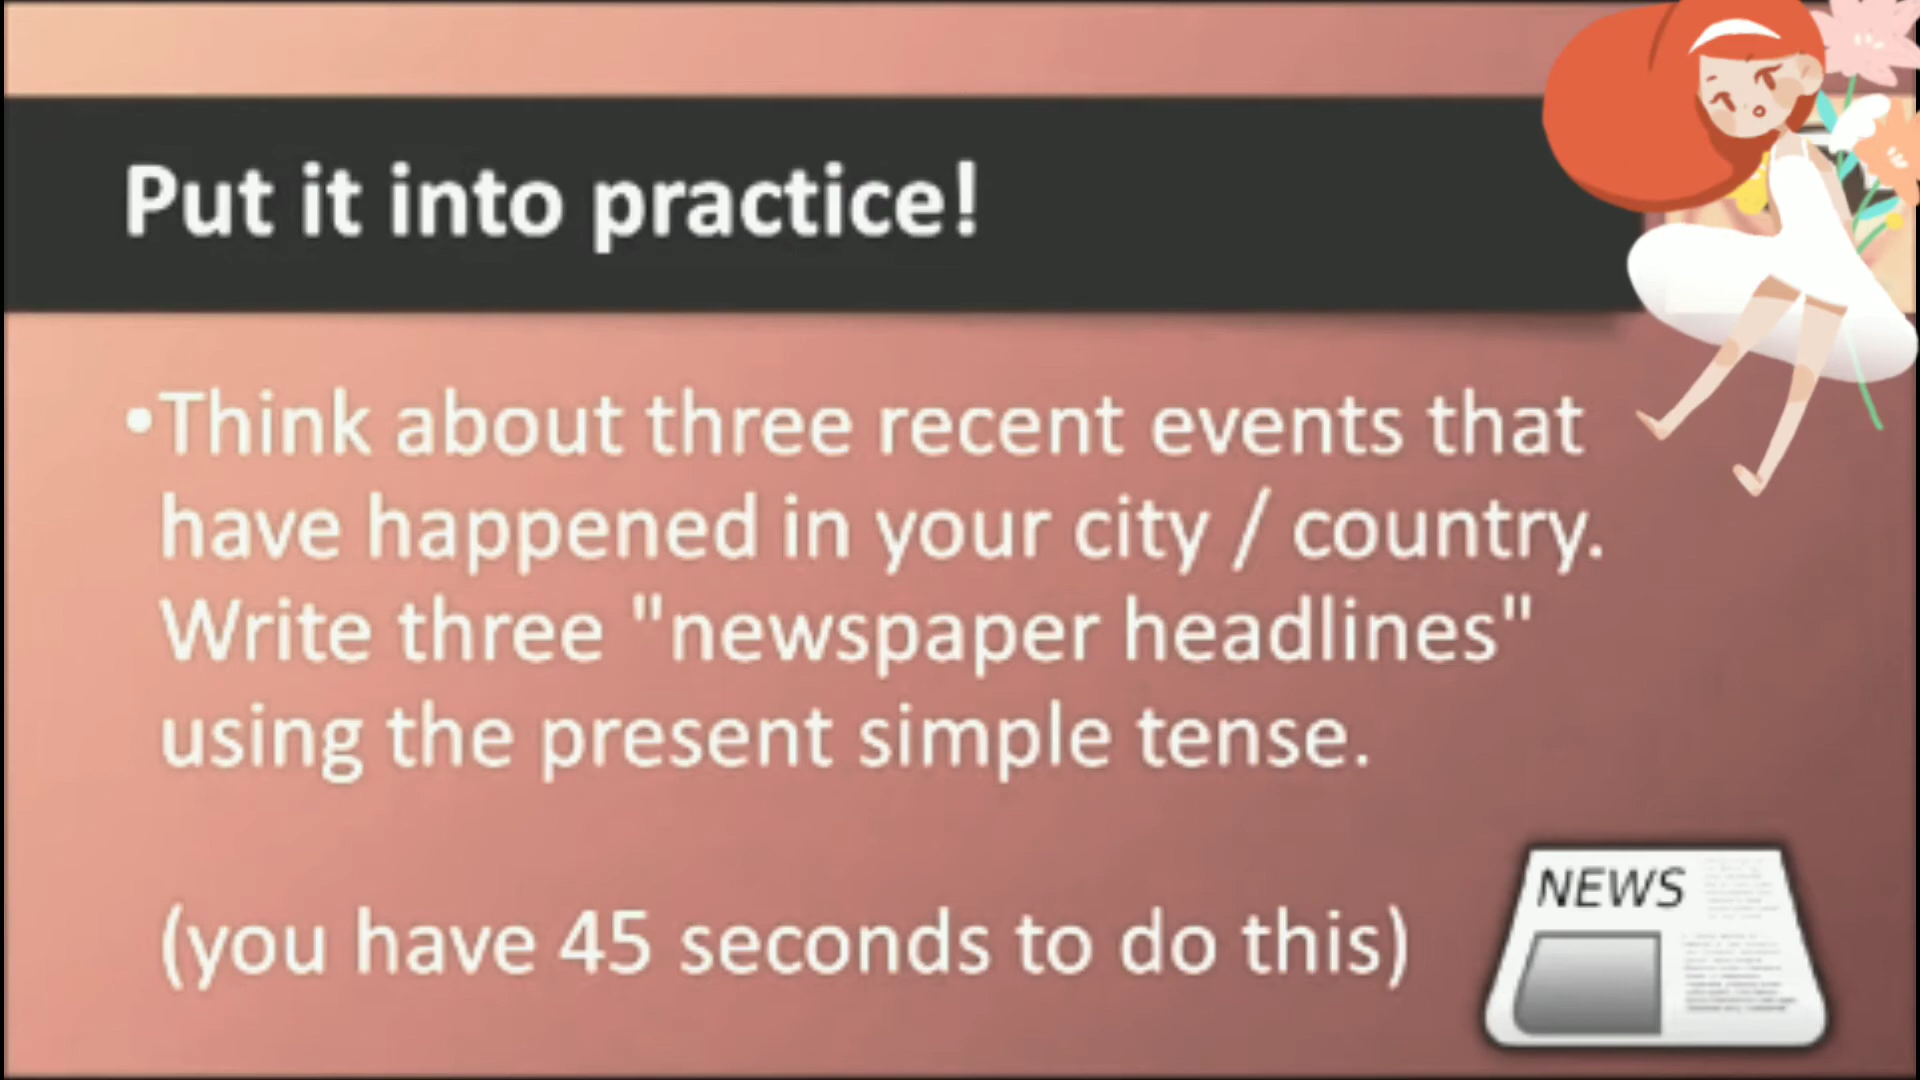 Put it into practice!
•Think about three recent events that
have happened in your city / country.
Write three "newspaper headlines"
using the present simple tense.
(you have 45 seconds to do this)
NEWS